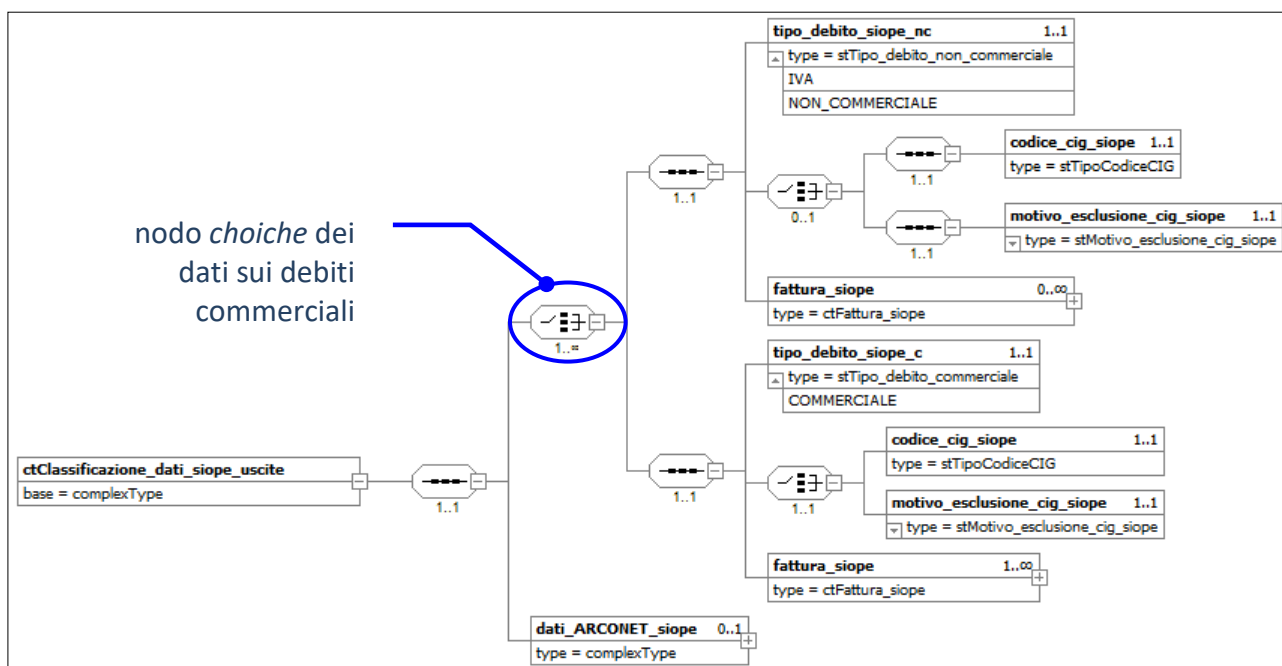 tipo_debito_siope_nc 1..1
type = stTipo_debito_non_commerciale
IVA
NON_COMMERCIALE
1..1
codice_cig_siope 1..1
type = stTipoCodiceCIG
1..1
0..1
motivo_esclusione_cig_siope 1..1
type = stMotivo_esclusione_cig_siope
1..1
fattura_siope 0..∞
type = ctFattura_siope
nodo choiche dei
dati sui debiti
commerciali
1..∞
tipo_debito_siope_c 1..1
type = stTipo_debito_commerciale
COMMERCIALE
codice_cig_siope 1..1
type = stTipoCodiceCIG
ctClassificazione_dati_siope_uscite
base = complexType
1..1
1..1
1..1
motivo_esclusione_cig_siope 1..1
type = stMotivo_esclusione_cig_siope
fattura_siope 1..∞
type = ctFattura_siope
dati_ARCONET_siope 0..1
type = complexType